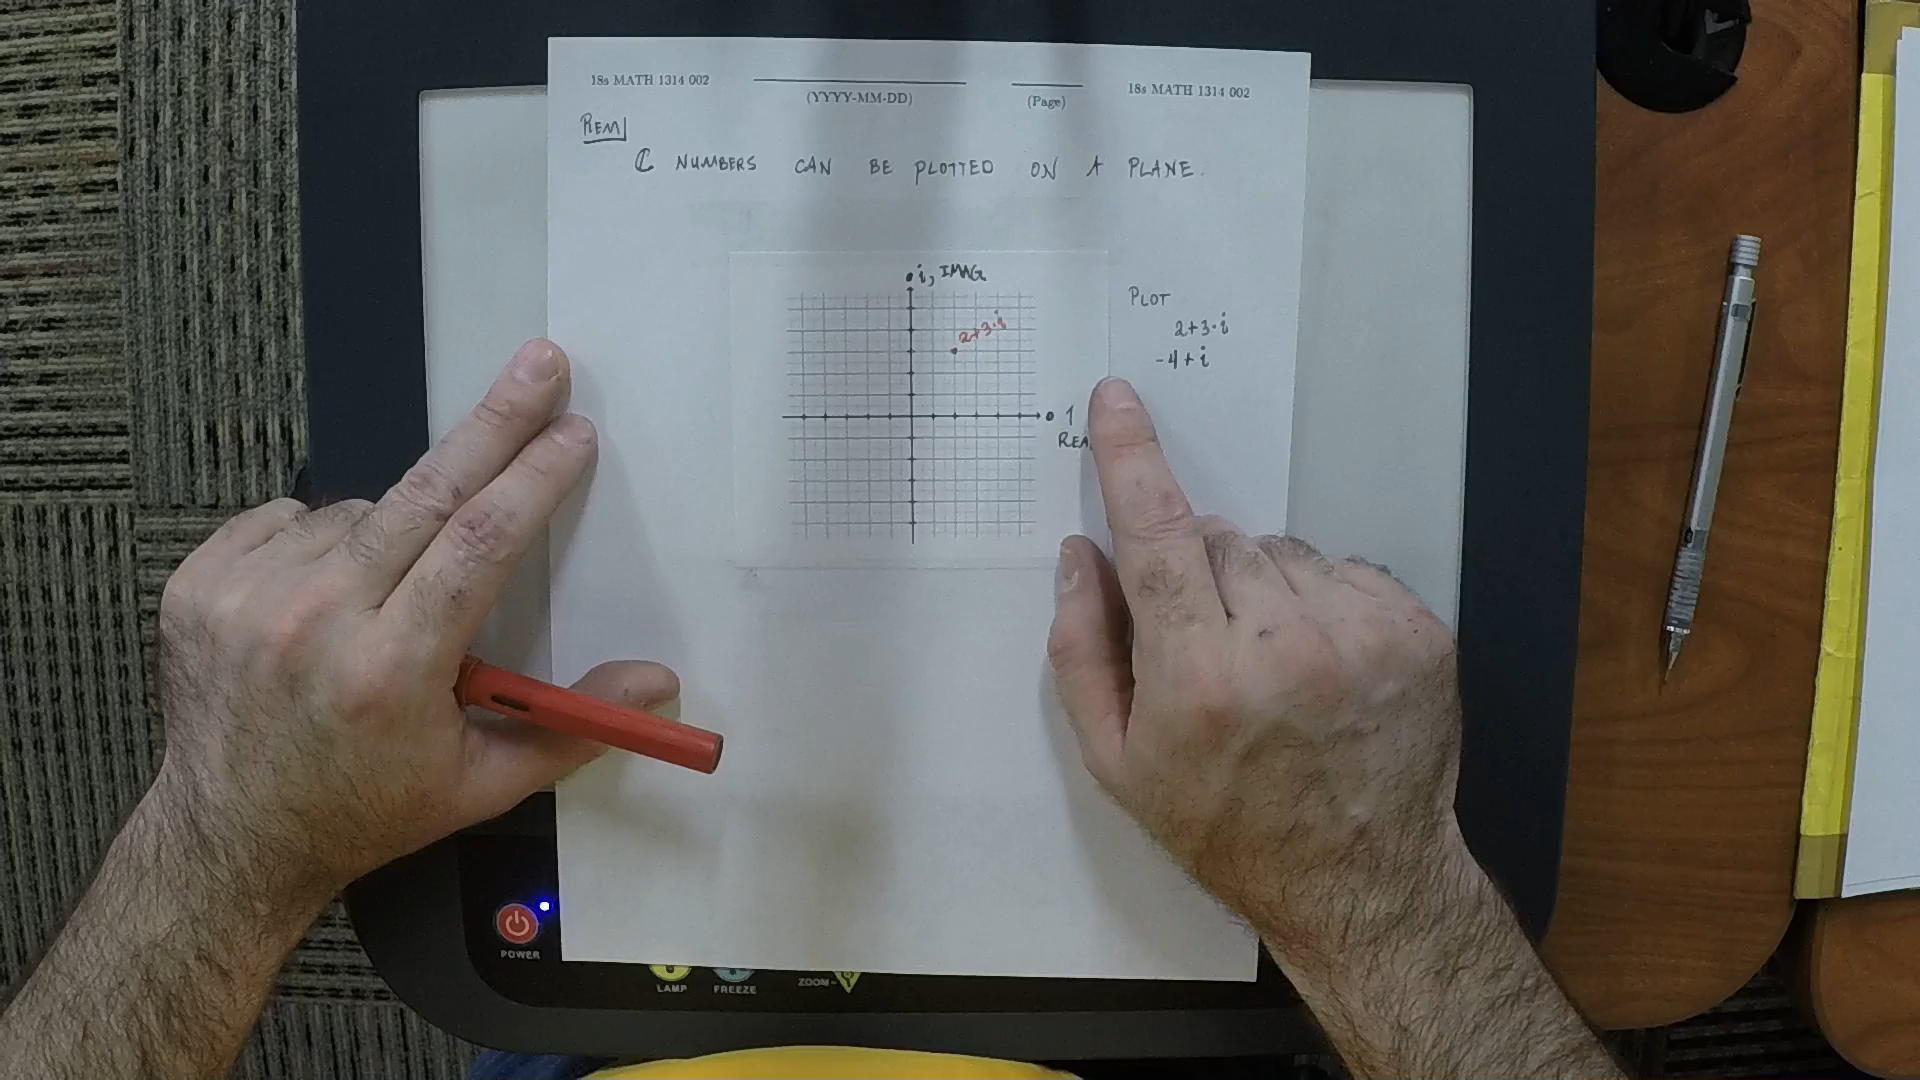 18s MATH 1314 002
(YYYY-MM-DD)
(Page)
18s MATH 1314 002
REM
ℂ NUMBERS CAN BE PLOTTED ON A PLANE.
i, IMAG
2+3·i
1
REA
PLOT
2+3·i
-4+i
POWER
LAMP
FREEZE
ZOOM-